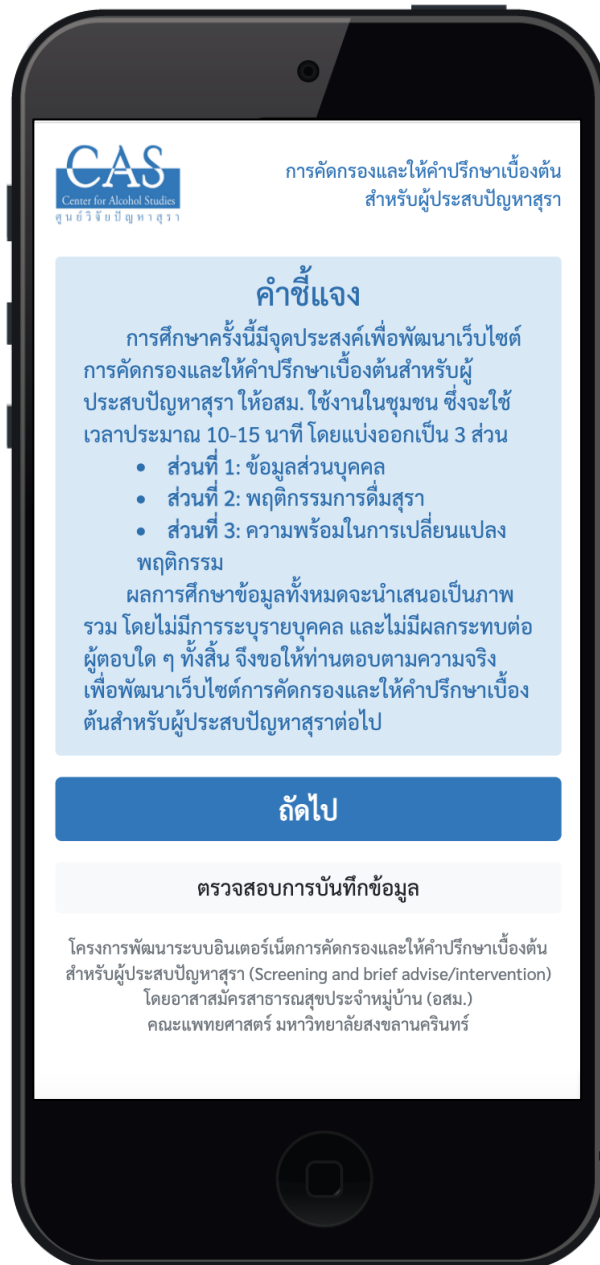 CAS
Center for Alcohol Studies
ศูนย์วิจัยปัญหาสุรา
การคัดกรองและให้คำปรึกษาเบื้องต้น
สำหรับผู้ประสบปัญหาสุรา
คำชี้แจง
การศึกษาครั้งนี้มีจุดประสงค์เพื่อพัฒนาเว็บไซต์
การคัดกรองและให้คำปรึกษาเบื้องต้นสำหรับผู้
ประสบปัญหาสุรา ให้อสม. ใช้งานในชุมชน ซึ่งจะใช้
เวลาประมาณ 10-15 นาที โดยแบ่งออกเป็น 3 ส่วน
• ส่วนที่ 1: ข้อมูลส่วนบุคคล
• ส่วนที่ 2: พฤติกรรมการดื่มสุรา
• ส่วนที่ 3: ความพร้อมในการเปลี่ยนแปลง
พฤติกรรม
ผลการศึกษาข้อมูลทั้งหมดจะนำเสนอเป็นภาพ
รวม โดยไม่มีการระบุรายบุคคล และไม่มีผลกระทบต่อ
ผู้ตอบใด ๆ ทั้งสิ้น จึงขอให้ท่านตอบตามความจริง
เพื่อพัฒนาเว็บไซต์การคัดกรองและให้คำปรึกษาเบื้อง
ต้นสำหรับผู้ประสบปัญหาสุราต่อไป
ถัดไป
ตรวจสอบการบันทึกข้อมูล
โครงการพัฒนาระบบอินเตอร์เน็ตการคัดกรองและให้คำปรึกษาเบื้องต้น
สำหรับผู้ประสบปัญหาสุรา (Screening and brief advise/intervention)
โดยอาสาสมัครสาธารณสุขประจำหมู่บ้าน (อสม.)
คณะแพทยศาสตร์ มหาวิทยาลัยสงขลานครินทร์